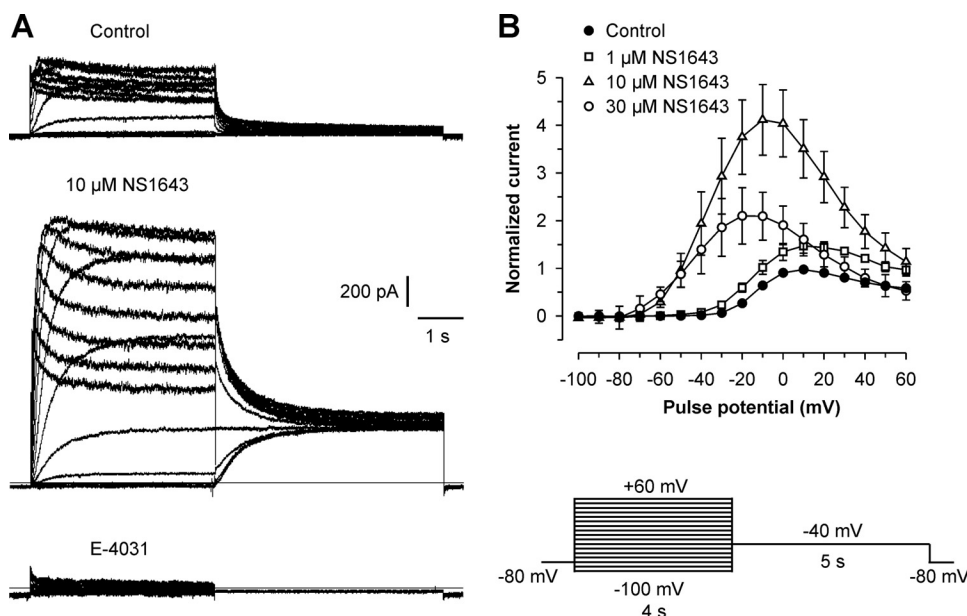 A
Control
10 µM NS1643
200 pA
1 s
E-4031
B
Control
1 µM NS1643
10 µM NS1643
30 µM NS1643
Normalized current
5
4
3
2
1
0
-100 -80 -60 -40 -20 0 20 40 60
Pulse potential (mV)
+60 mV
-40 mV
5 s
-80 mV
-80 mV
-100 mV
4 s